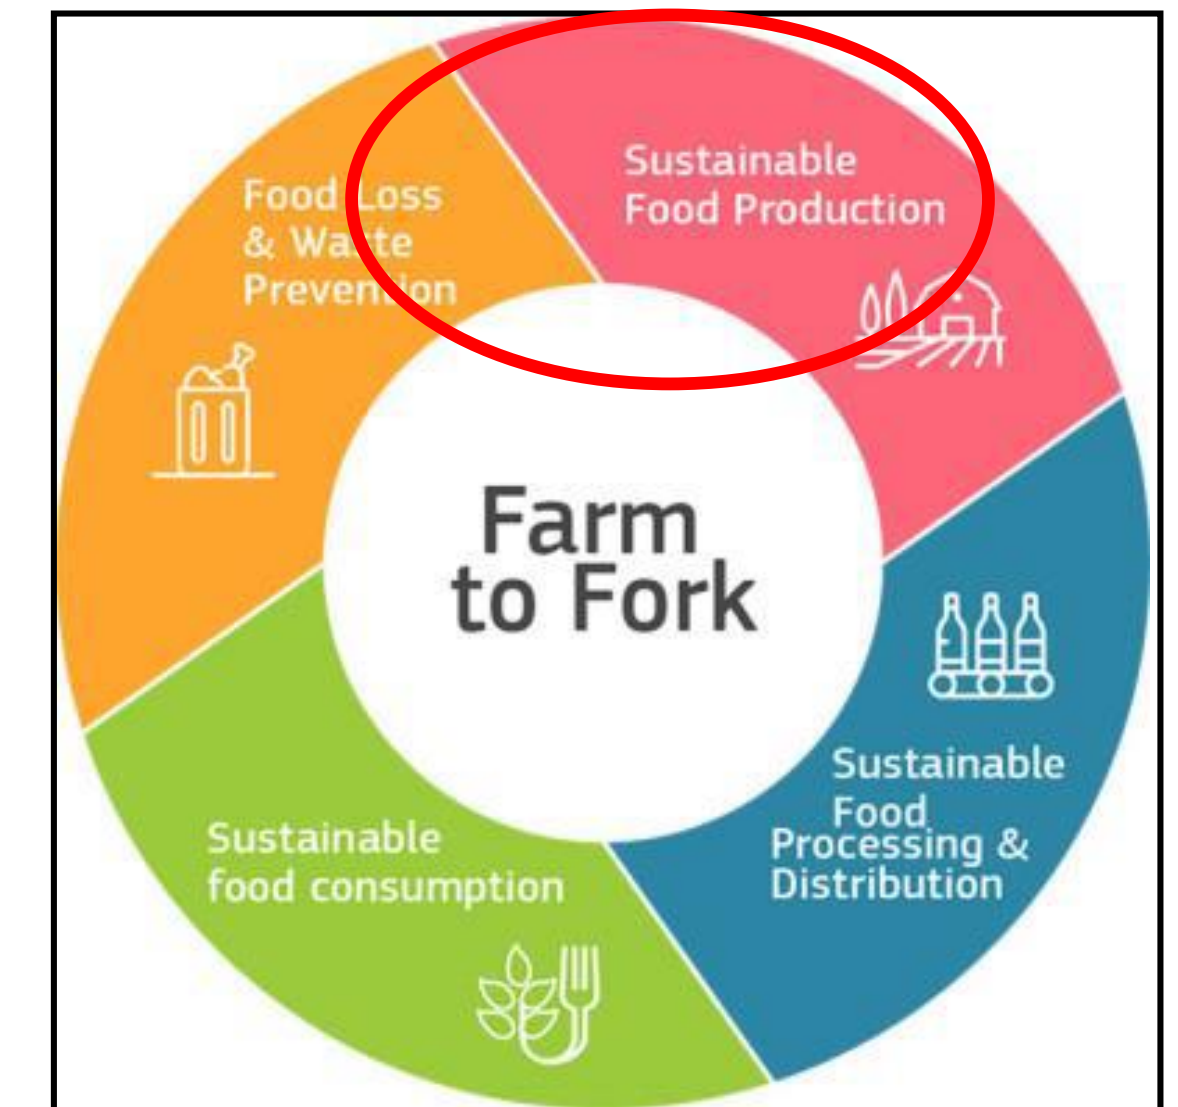 Sustainable
Food Production
Food Loss
& Waste
Prevention
Farm
to Fork
Sustainable
Food
Processing &
Distribution
Sustainable
food consumption